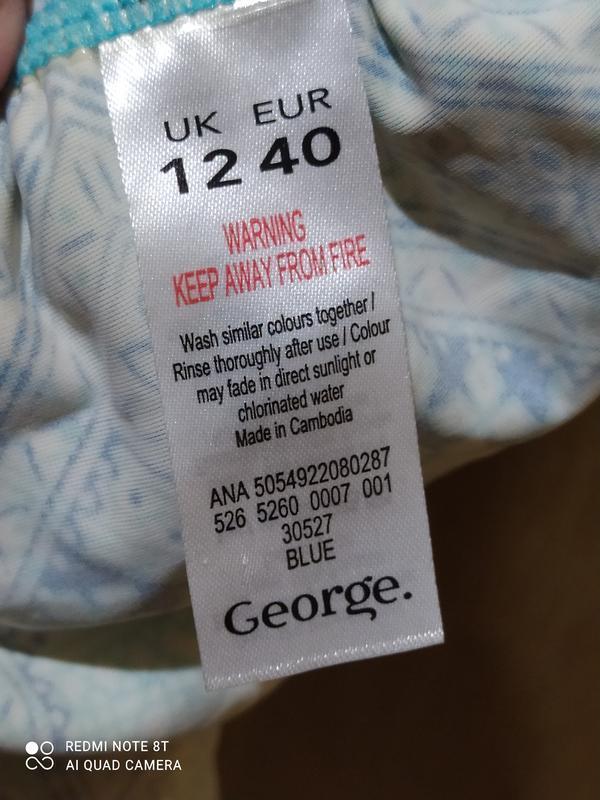 UK EUR
12 40
WARNING
KEEP AWAY FROM FIRE
Wash similar colours together /
Rinse thoroughly after use / Colour
may fade in direct sunlight or
chlorinated water
Made in Cambodia
ANA 5054922080287
526 5260 0007 001
30527
BLUE
George.
REDMI NOTE 8T
AI QUAD CAMERA